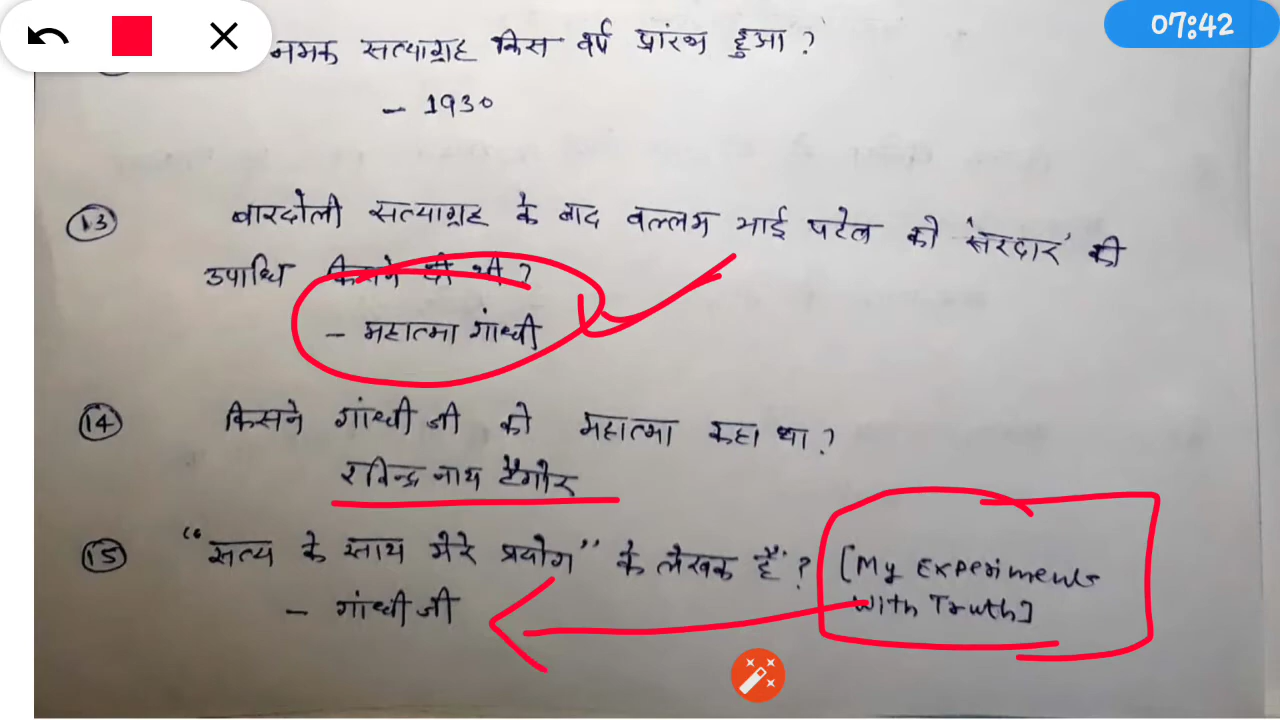 07:42
नमक सत्याग्रह किस वर्ष प्रारंभ हुआ ?
- 1930
13 बारदोली सत्याग्रह के बाद वल्लभ भाई पटेल को 'सरदार' की
उपाधि किसने दी थी ?
- महात्मा गांधी
14 किसने गांधी जी को महात्मा कहा था ?
रविन्द्र नाथ टैगोर
15 "सत्य के साथ मेरे प्रयोग" के लेखक हैं ? [My Experiments
With Truth]
- गांधी जी